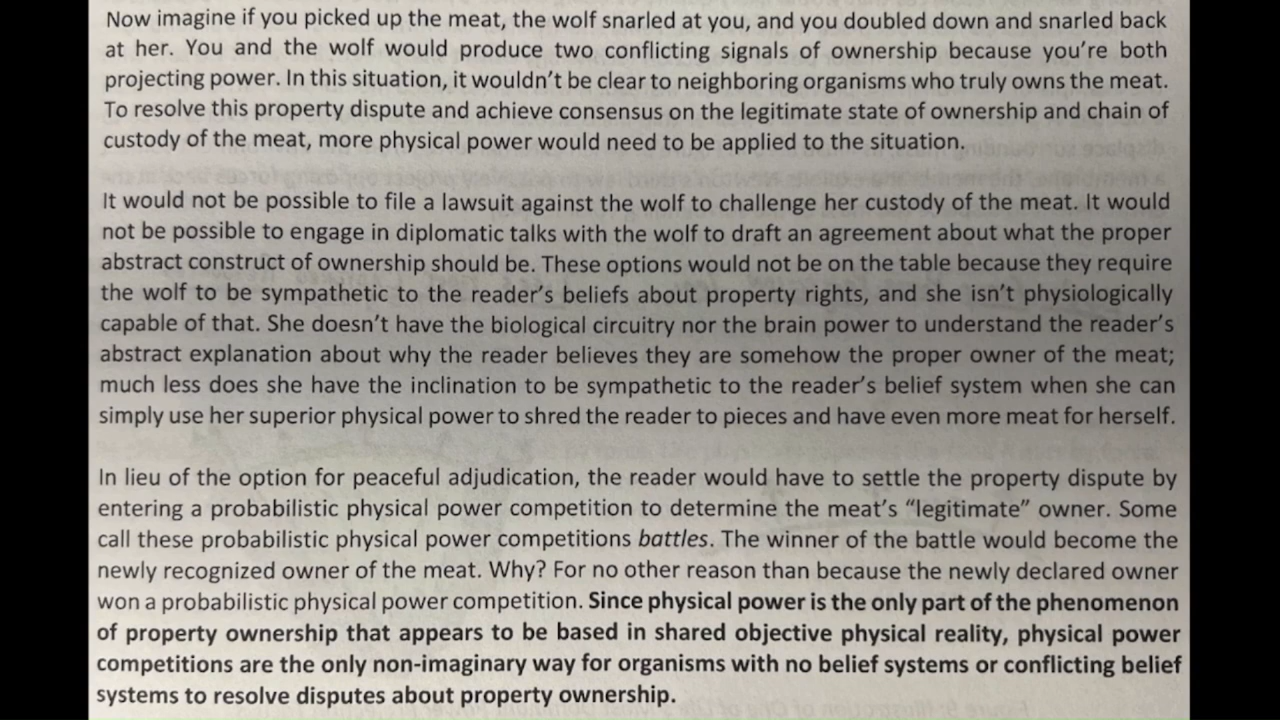 Now imagine if you picked up the meat, the wolf snarled at you, and you doubled down and snarled back
at her. You and the wolf would produce two conflicting signals of ownership because you’re both
projecting power. In this situation, it wouldn’t be clear to neighboring organisms who truly owns the meat.
To resolve this property dispute and achieve consensus on the legitimate state of ownership and chain of
custody of the meat, more physical power would need to be applied to the situation.
It would not be possible to file a lawsuit against the wolf to challenge her custody of the meat. It would
not be possible to engage in diplomatic talks with the wolf to draft an agreement about what the proper
abstract construct of ownership should be. These options would not be on the table because they require
the wolf to be sympathetic to the reader’s beliefs about property rights, and she isn’t physiologically
capable of that. She doesn’t have the biological circuitry nor the brain power to understand the reader’s
abstract explanation about why the reader believes they are somehow the proper owner of the meat;
much less does she have the inclination to be sympathetic to the reader’s belief system when she can
simply use her superior physical power to shred the reader to pieces and have even more meat for herself.
In lieu of the option for peaceful adjudication, the reader would have to settle the property dispute by
entering a probabilistic physical power competition to determine the meat’s “legitimate” owner. Some
call these probabilistic physical power competitions battles. The winner of the battle would become the
newly recognized owner of the meat. Why? For no other reason than because the newly declared owner
won a probabilistic physical power competition. Since physical power is the only part of the phenomenon
of property ownership that appears to be based in shared objective physical reality, physical power
competitions are the only non-imaginary way for organisms with no belief systems or conflicting belief
systems to resolve disputes about property ownership.